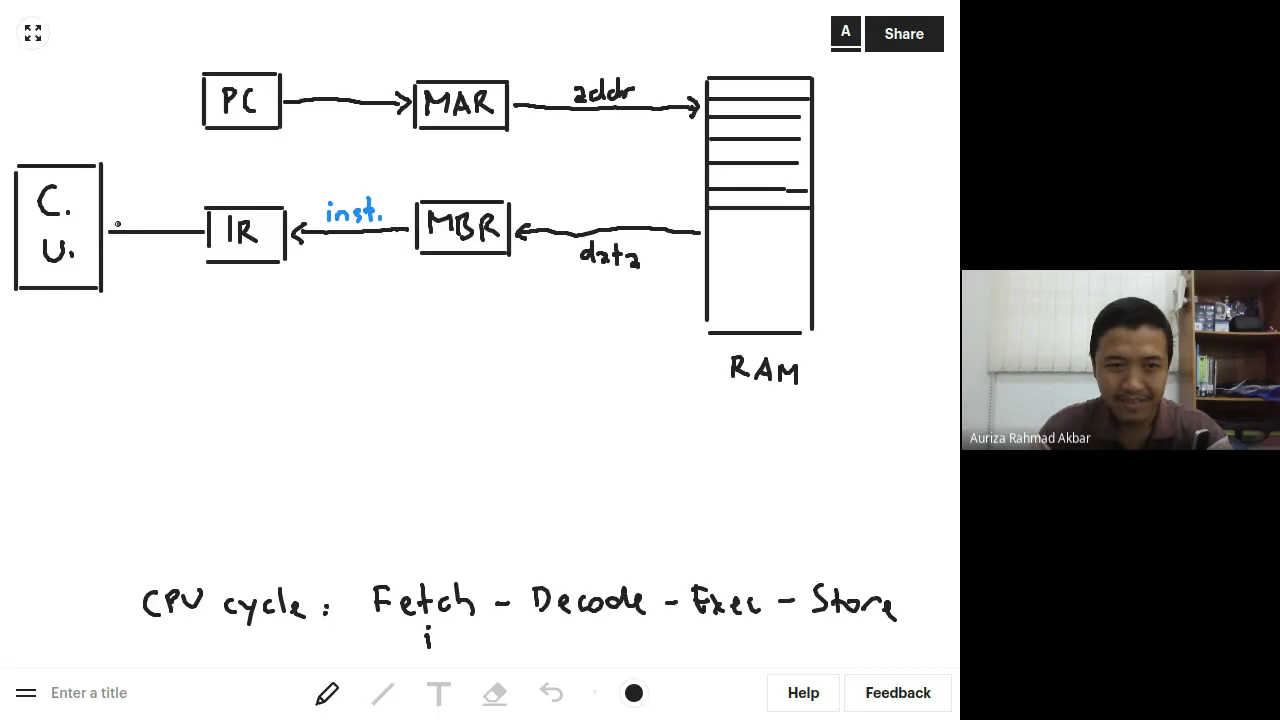 A Share
PC MAR addr
C.
U.
IR inst. MBR data
RAM
Auriza Rahmad Akbar
CPU cycle : Fetch - Decode - Exec - Store
i
Enter a title T Help Feedback